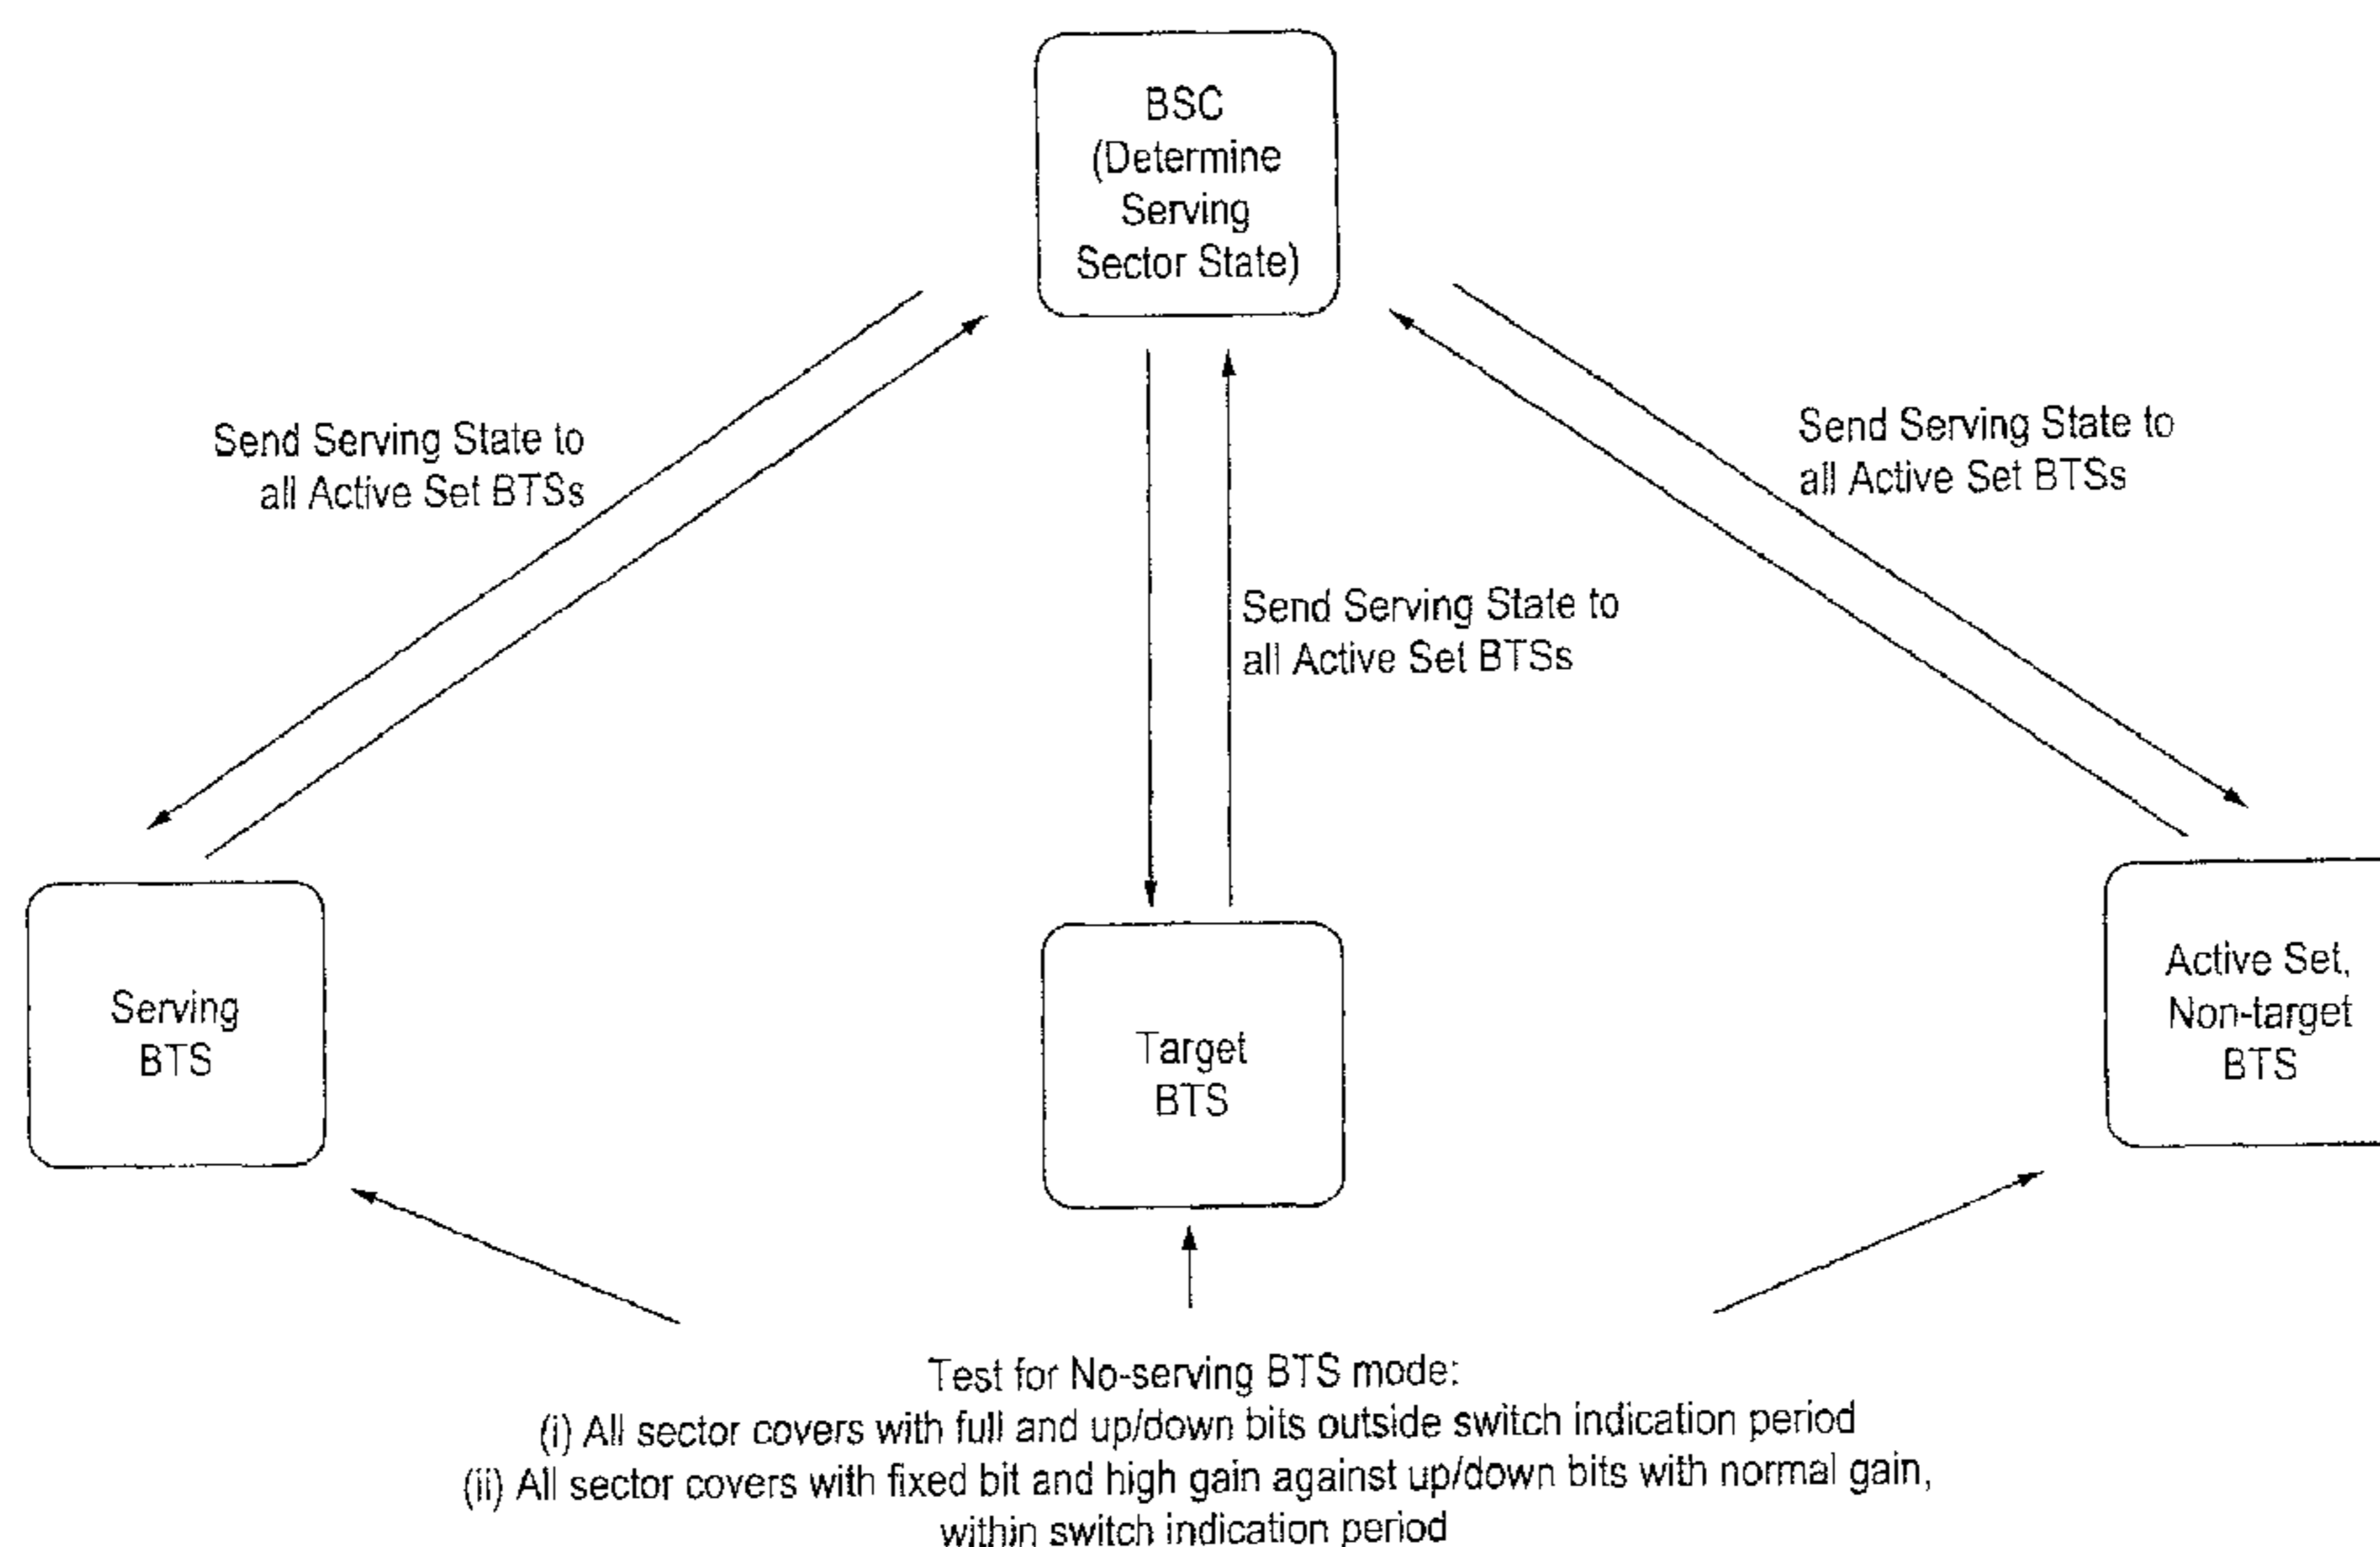 BSC
(Determine
Serving
Sector State)
Send Serving State to
all Active Set BTSs
Send Serving State to
all Active Set BTSs
Send Serving State to
all Active Set BTSs
Serving
BTS
Target
BTS
Active Set,
Non-target
BTS
Test for No-serving BTS mode:
(i) All sector covers with full and up/down bits outside switch indication period
(ii) All sector covers with fixed bit and high gain against up/down bits with normal gain,
within switch indication period